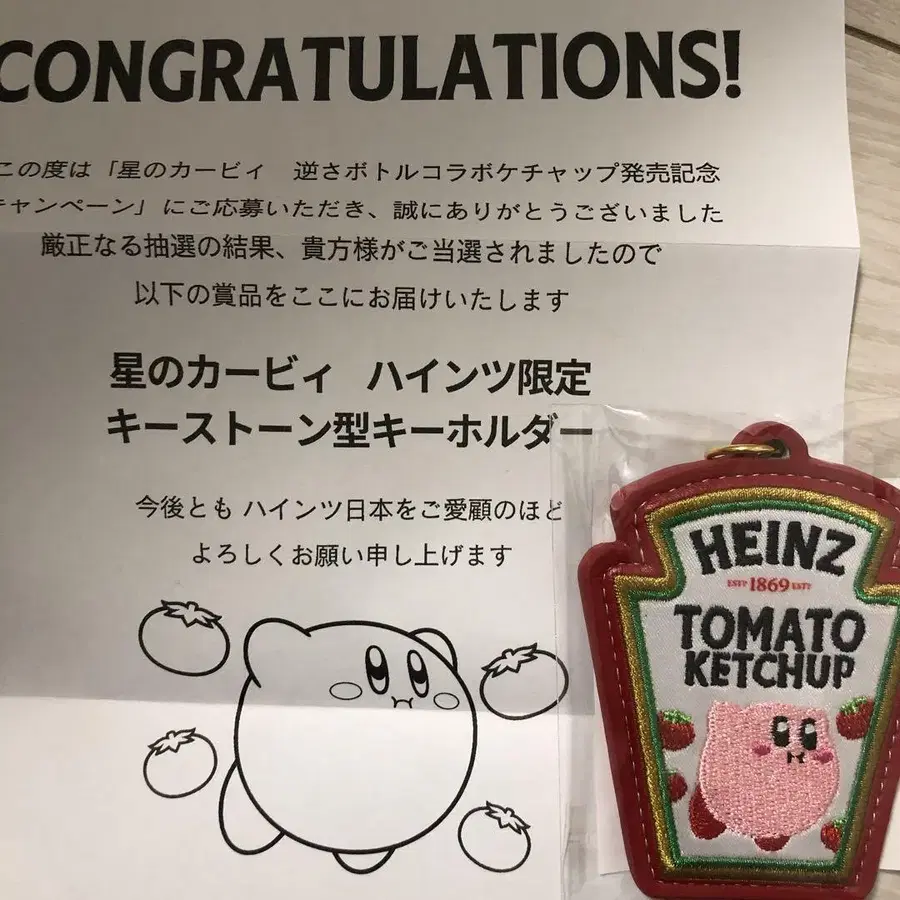 CONGRATULATIONS!
この度は「星のカービィ 逆さボトルコラボケチャップ発売記念
キャンペーン」にご応募いただき、誠にありがとうございました
厳正なる抽選の結果、貴方様がご当選されましたので
以下の賞品をここにお届けいたします
星のカービィ ハインツ限定
キーストーン型キーホルダー
今後とも ハインツ日本をご愛顧のほど
よろしくお願い申し上げます
HEINZ
ESTD 1869 ESTD
TOMATO
KETCHUP